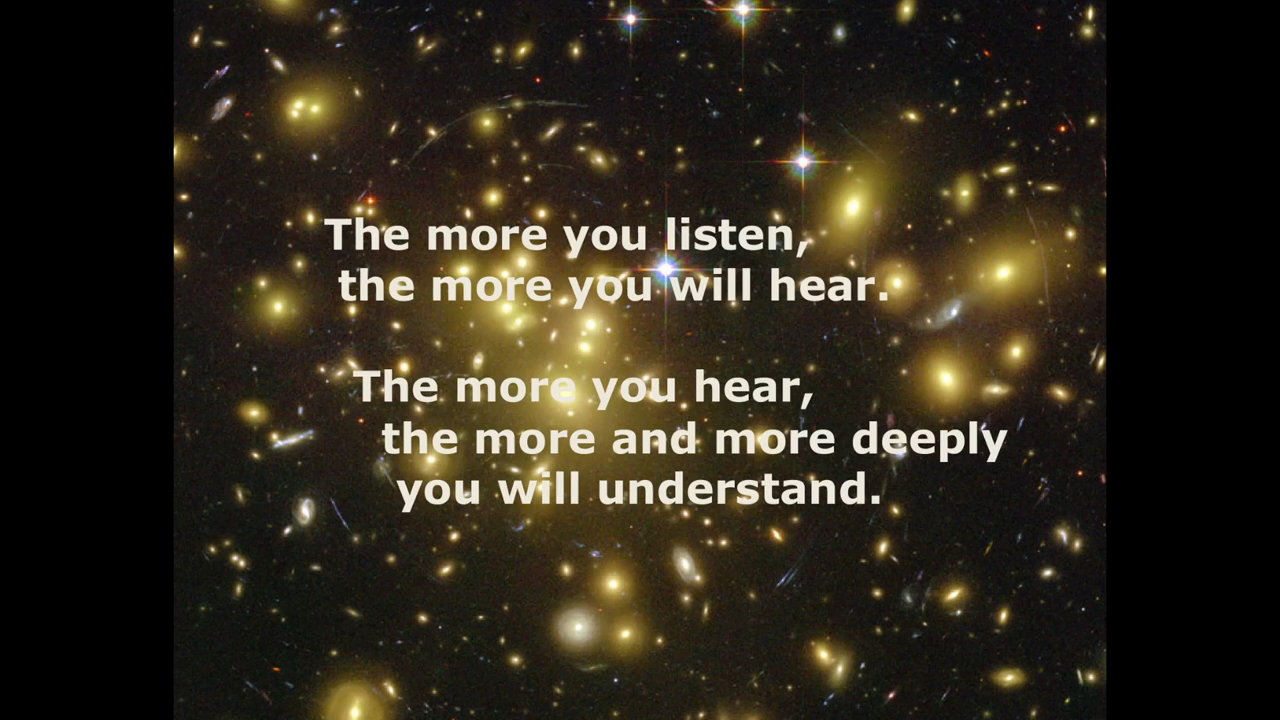 The more you listen,
the more you will hear.
The more you hear,
the more and more deeply
you will understand.